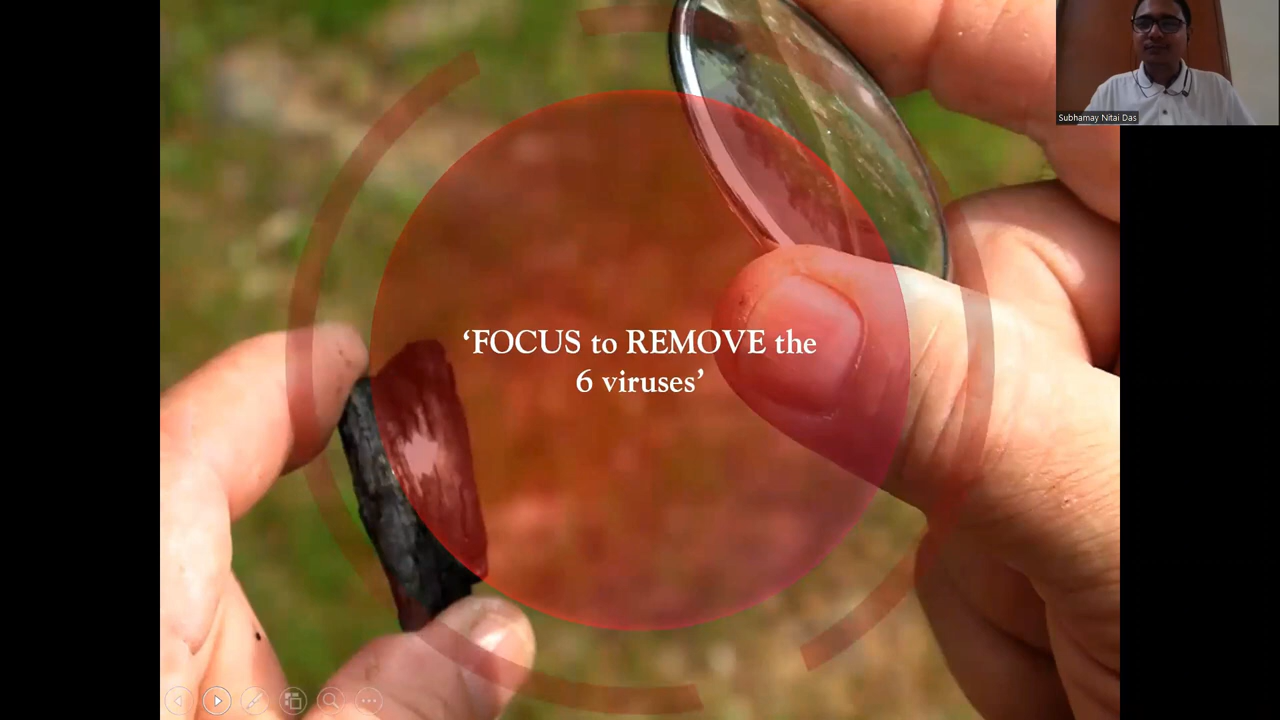 Subhamay Nitai Das
‘FOCUS to REMOVE the
6 viruses’